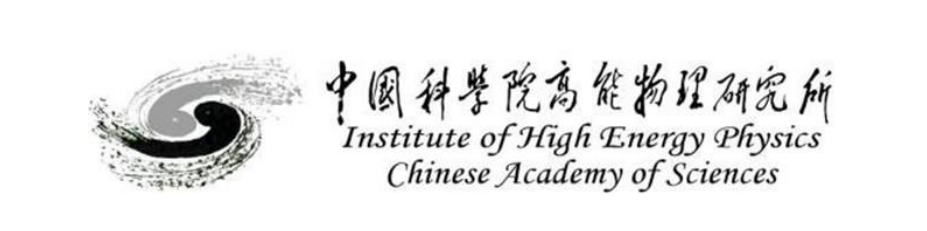 中國科學院高能物理研究所
Institute of High Energy Physics
Chinese Academy of Sciences